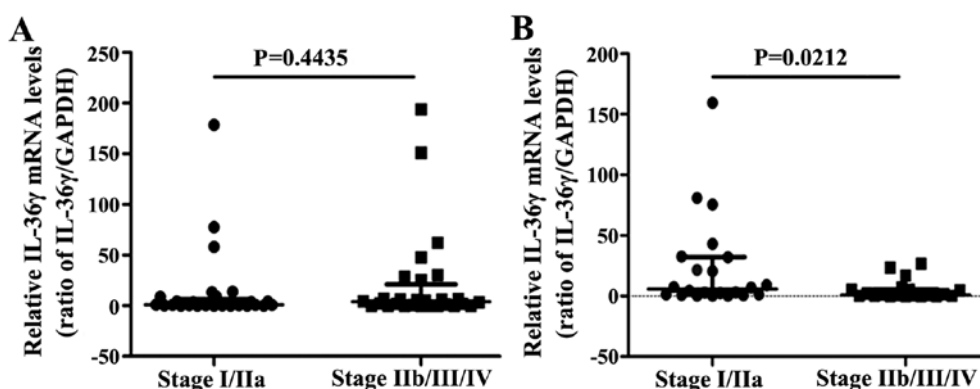 A
Relative IL-36γ mRNA levels
(ratio of IL-36γ/GAPDH)
250
200
150
100
50
0
-50
P=0.4435
Stage I/IIa
Stage IIb/III/IV
B
Relative IL-36γ mRNA levels
(ratio of IL-36γ/GAPDH)
200
150
100
50
0
-50
P=0.0212
Stage I/IIa
Stage IIb/III/IV